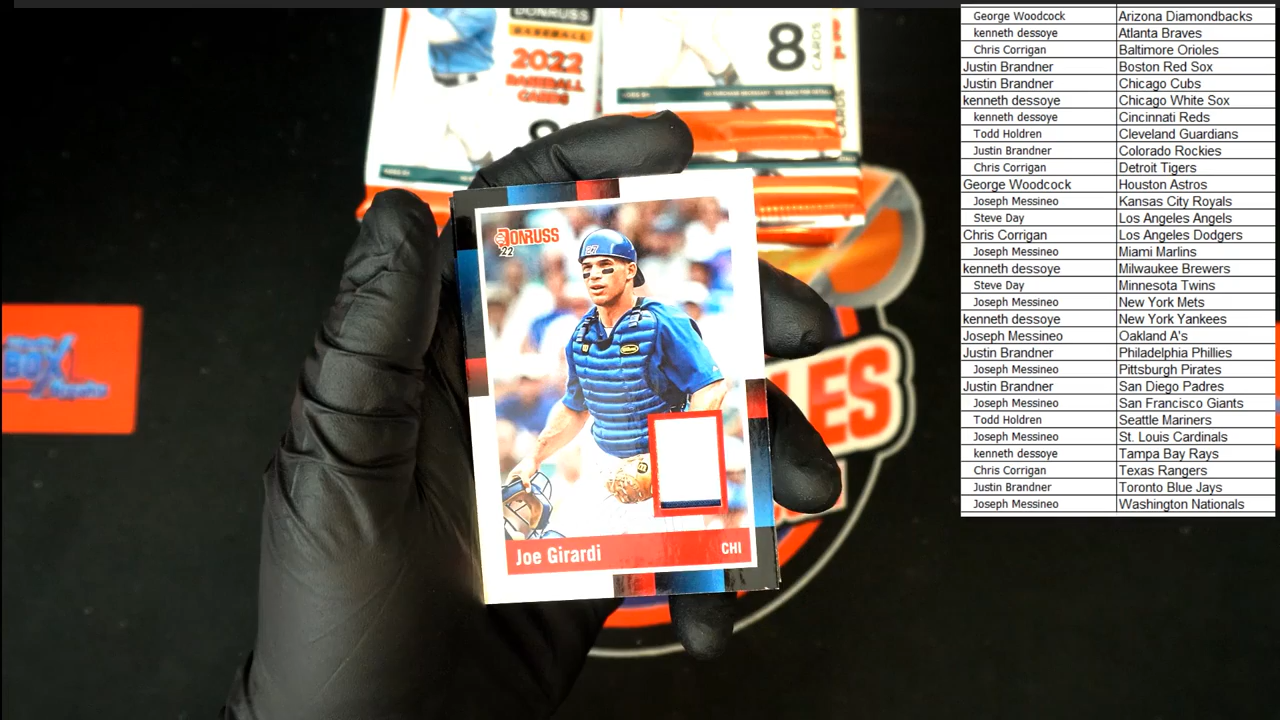 DONRUSS
BASEBALL
2022
BASEBALL
CARDS
8
8
CARDS
CARDS
DONRUSS
22
Joe Girardi
CHI
BOX
LES
George Woodcock Arizona Diamondbacks
kenneth dessoye Atlanta Braves
Chris Corrigan Baltimore Orioles
Justin Brandner Boston Red Sox
Justin Brandner Chicago Cubs
kenneth dessoye Chicago White Sox
kenneth dessoye Cincinnati Reds
Todd Holdren Cleveland Guardians
Justin Brandner Colorado Rockies
Chris Corrigan Detroit Tigers
George Woodcock Houston Astros
Joseph Messineo Kansas City Royals
Steve Day Los Angeles Angels
Chris Corrigan Los Angeles Dodgers
Joseph Messineo Miami Marlins
kenneth dessoye Milwaukee Brewers
Steve Day Minnesota Twins
Joseph Messineo New York Mets
kenneth dessoye New York Yankees
Joseph Messineo Oakland A's
Justin Brandner Philadelphia Phillies
Joseph Messineo Pittsburgh Pirates
Justin Brandner San Diego Padres
Joseph Messineo San Francisco Giants
Todd Holdren Seattle Mariners
Joseph Messineo St. Louis Cardinals
kenneth dessoye Tampa Bay Rays
Chris Corrigan Texas Rangers
Justin Brandner Toronto Blue Jays
Joseph Messineo Washington Nationals